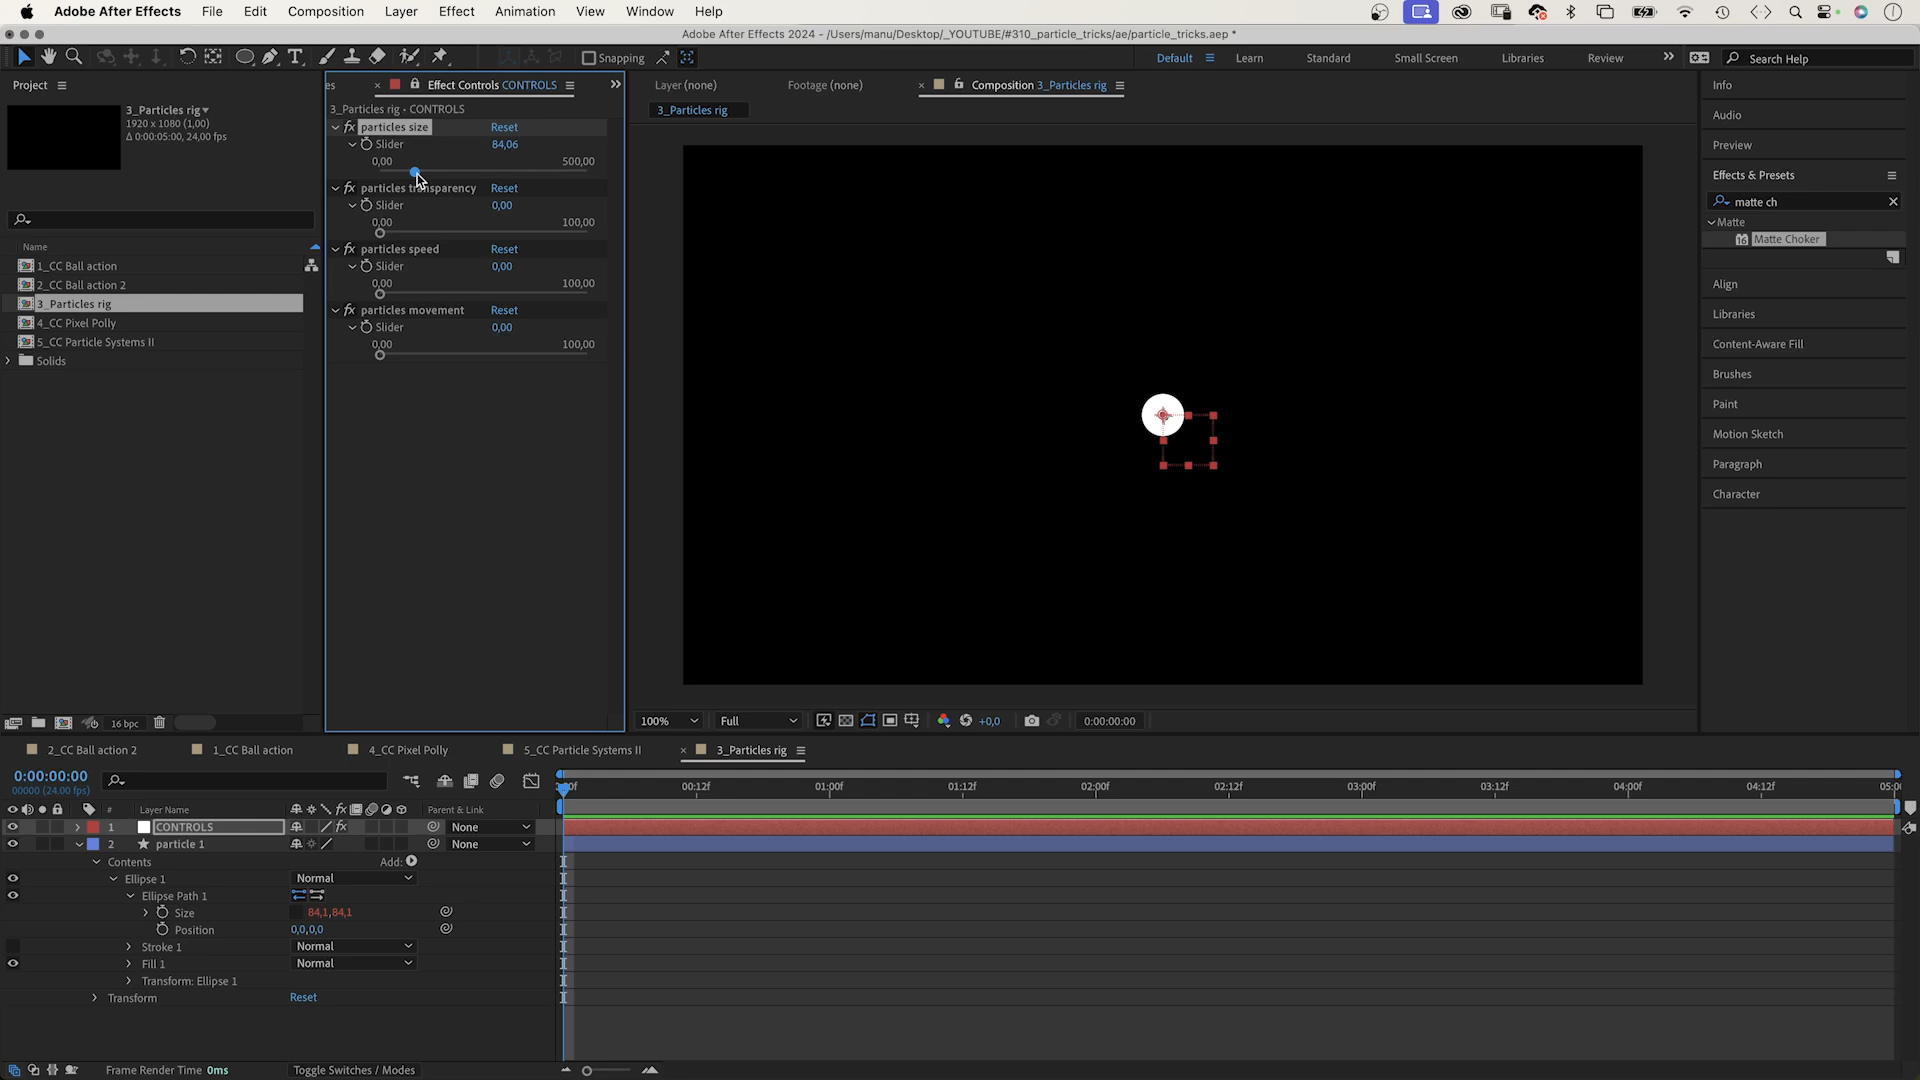 Adobe After Effects File Edit Composition Layer Effect Animation View Window Help
Adobe After Effects 2024 - /Users/manu/Desktop/_YOUTUBE/#310_particle_tricks/ae/particle_tricks.aep *
Snapping
Default Learn Standard Small Screen Libraries Review Search Help
Project
3_Particles rig
1920 x 1080 (1,00)
Δ 0:00:05:00, 24,00 fps
Name
1_CC Ball action
2_CC Ball action 2
3_Particles rig
4_CC Pixel Polly
5_CC Particle Systems II
Solids
16 bpc
es
Effect Controls CONTROLS
3_Particles rig • CONTROLS
particles size Reset
Slider 84,06
0,00 500,00
particles transparency Reset
Slider 0,00
0,00 100,00
particles speed Reset
Slider 0,00
0,00 100,00
particles movement Reset
Slider 0,00
0,00 100,00
Layer (none) Footage (none) Composition 3_Particles rig
3_Particles rig
100% Full +0,0 0:00:00:00
Info
Audio
Preview
Effects & Presets
matte ch
Matte
16 Matte Choker
Align
Libraries
Content-Aware Fill
Brushes
Paint
Motion Sketch
Paragraph
Character
2_CC Ball action 2 1_CC Ball action 4_CC Pixel Polly 5_CC Particle Systems II 3_Particles rig
0:00:00:00
00000 (24.00 fps)
00f 00:12f 01:00f 01:12f 02:00f 02:12f 03:00f 03:12f 04:00f 04:12f 05:0
# Layer Name Parent & Link
1 CONTROLS None
2 particle 1 None
Contents Add:
Ellipse 1 Normal
Ellipse Path 1
Size 84,1,84,1
Position 0,0,0,0
Stroke 1 Normal
Fill 1 Normal
Transform: Ellipse 1
Transform Reset
Frame Render Time 0ms Toggle Switches / Modes